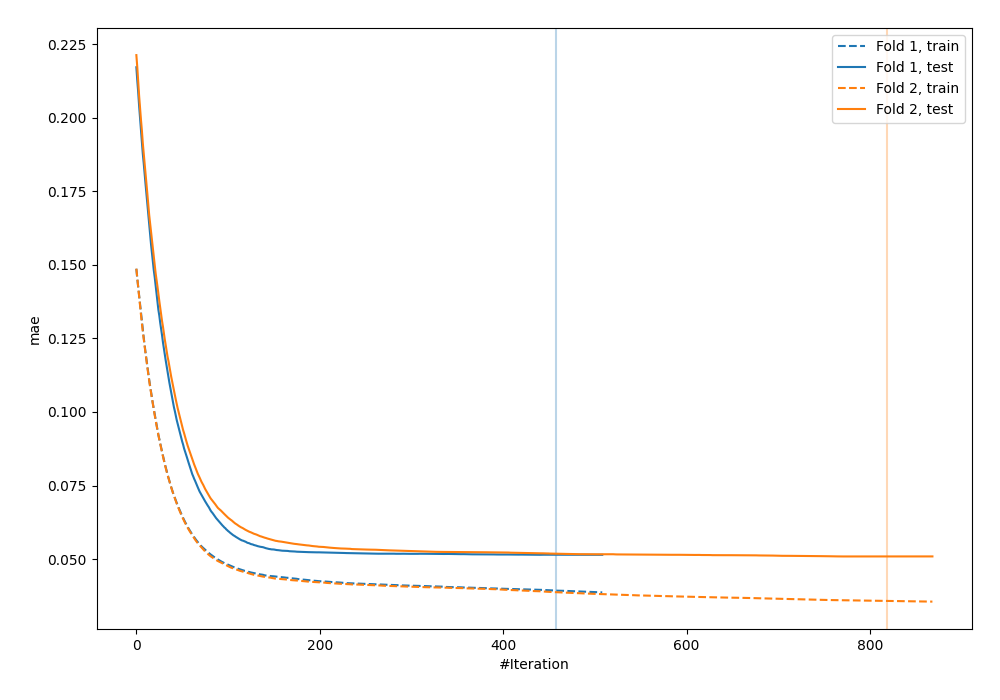 0.225
0.200
0.175
0.150
0.125
0.100
0.075
0.050
mae
0
200
400
600
800
#Iteration
Fold 1, train
Fold 1, test
Fold 2, train
Fold 2, test